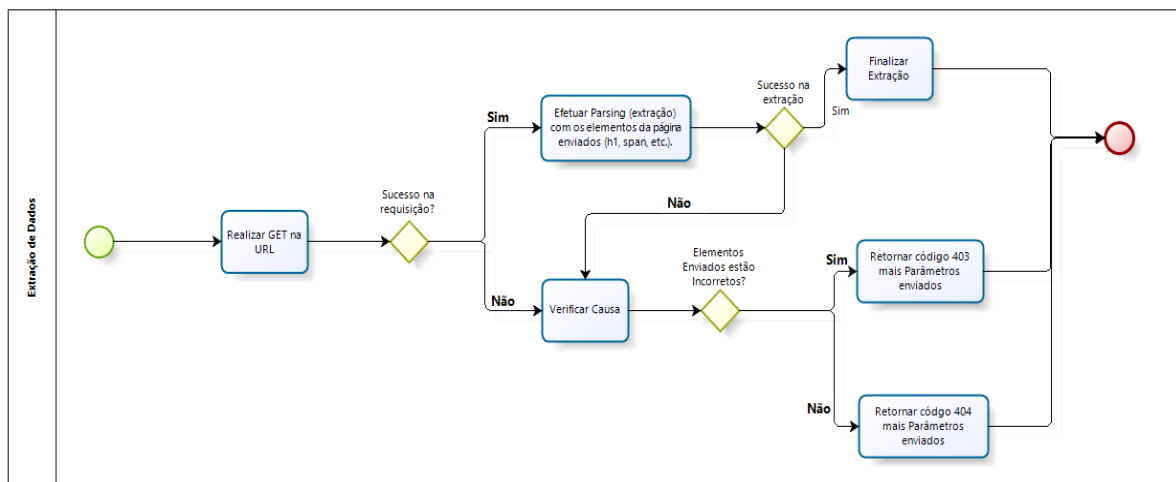 Extração de Dados
Realizar GET na
URL
Sucesso na
requisição?
Sim
Não
Efetuar Parsing (extração)
com os elementos da página
enviados (h1, span, etc.).
Sucesso na
extração
Sim
Não
Finalizar
Extração
Verificar Causa
Elementos
Enviados estão
Incorretos?
Sim
Não
Retornar código 403
mais Parâmetros
enviados
Retornar códgo 404
mais Parâmetros
enviados